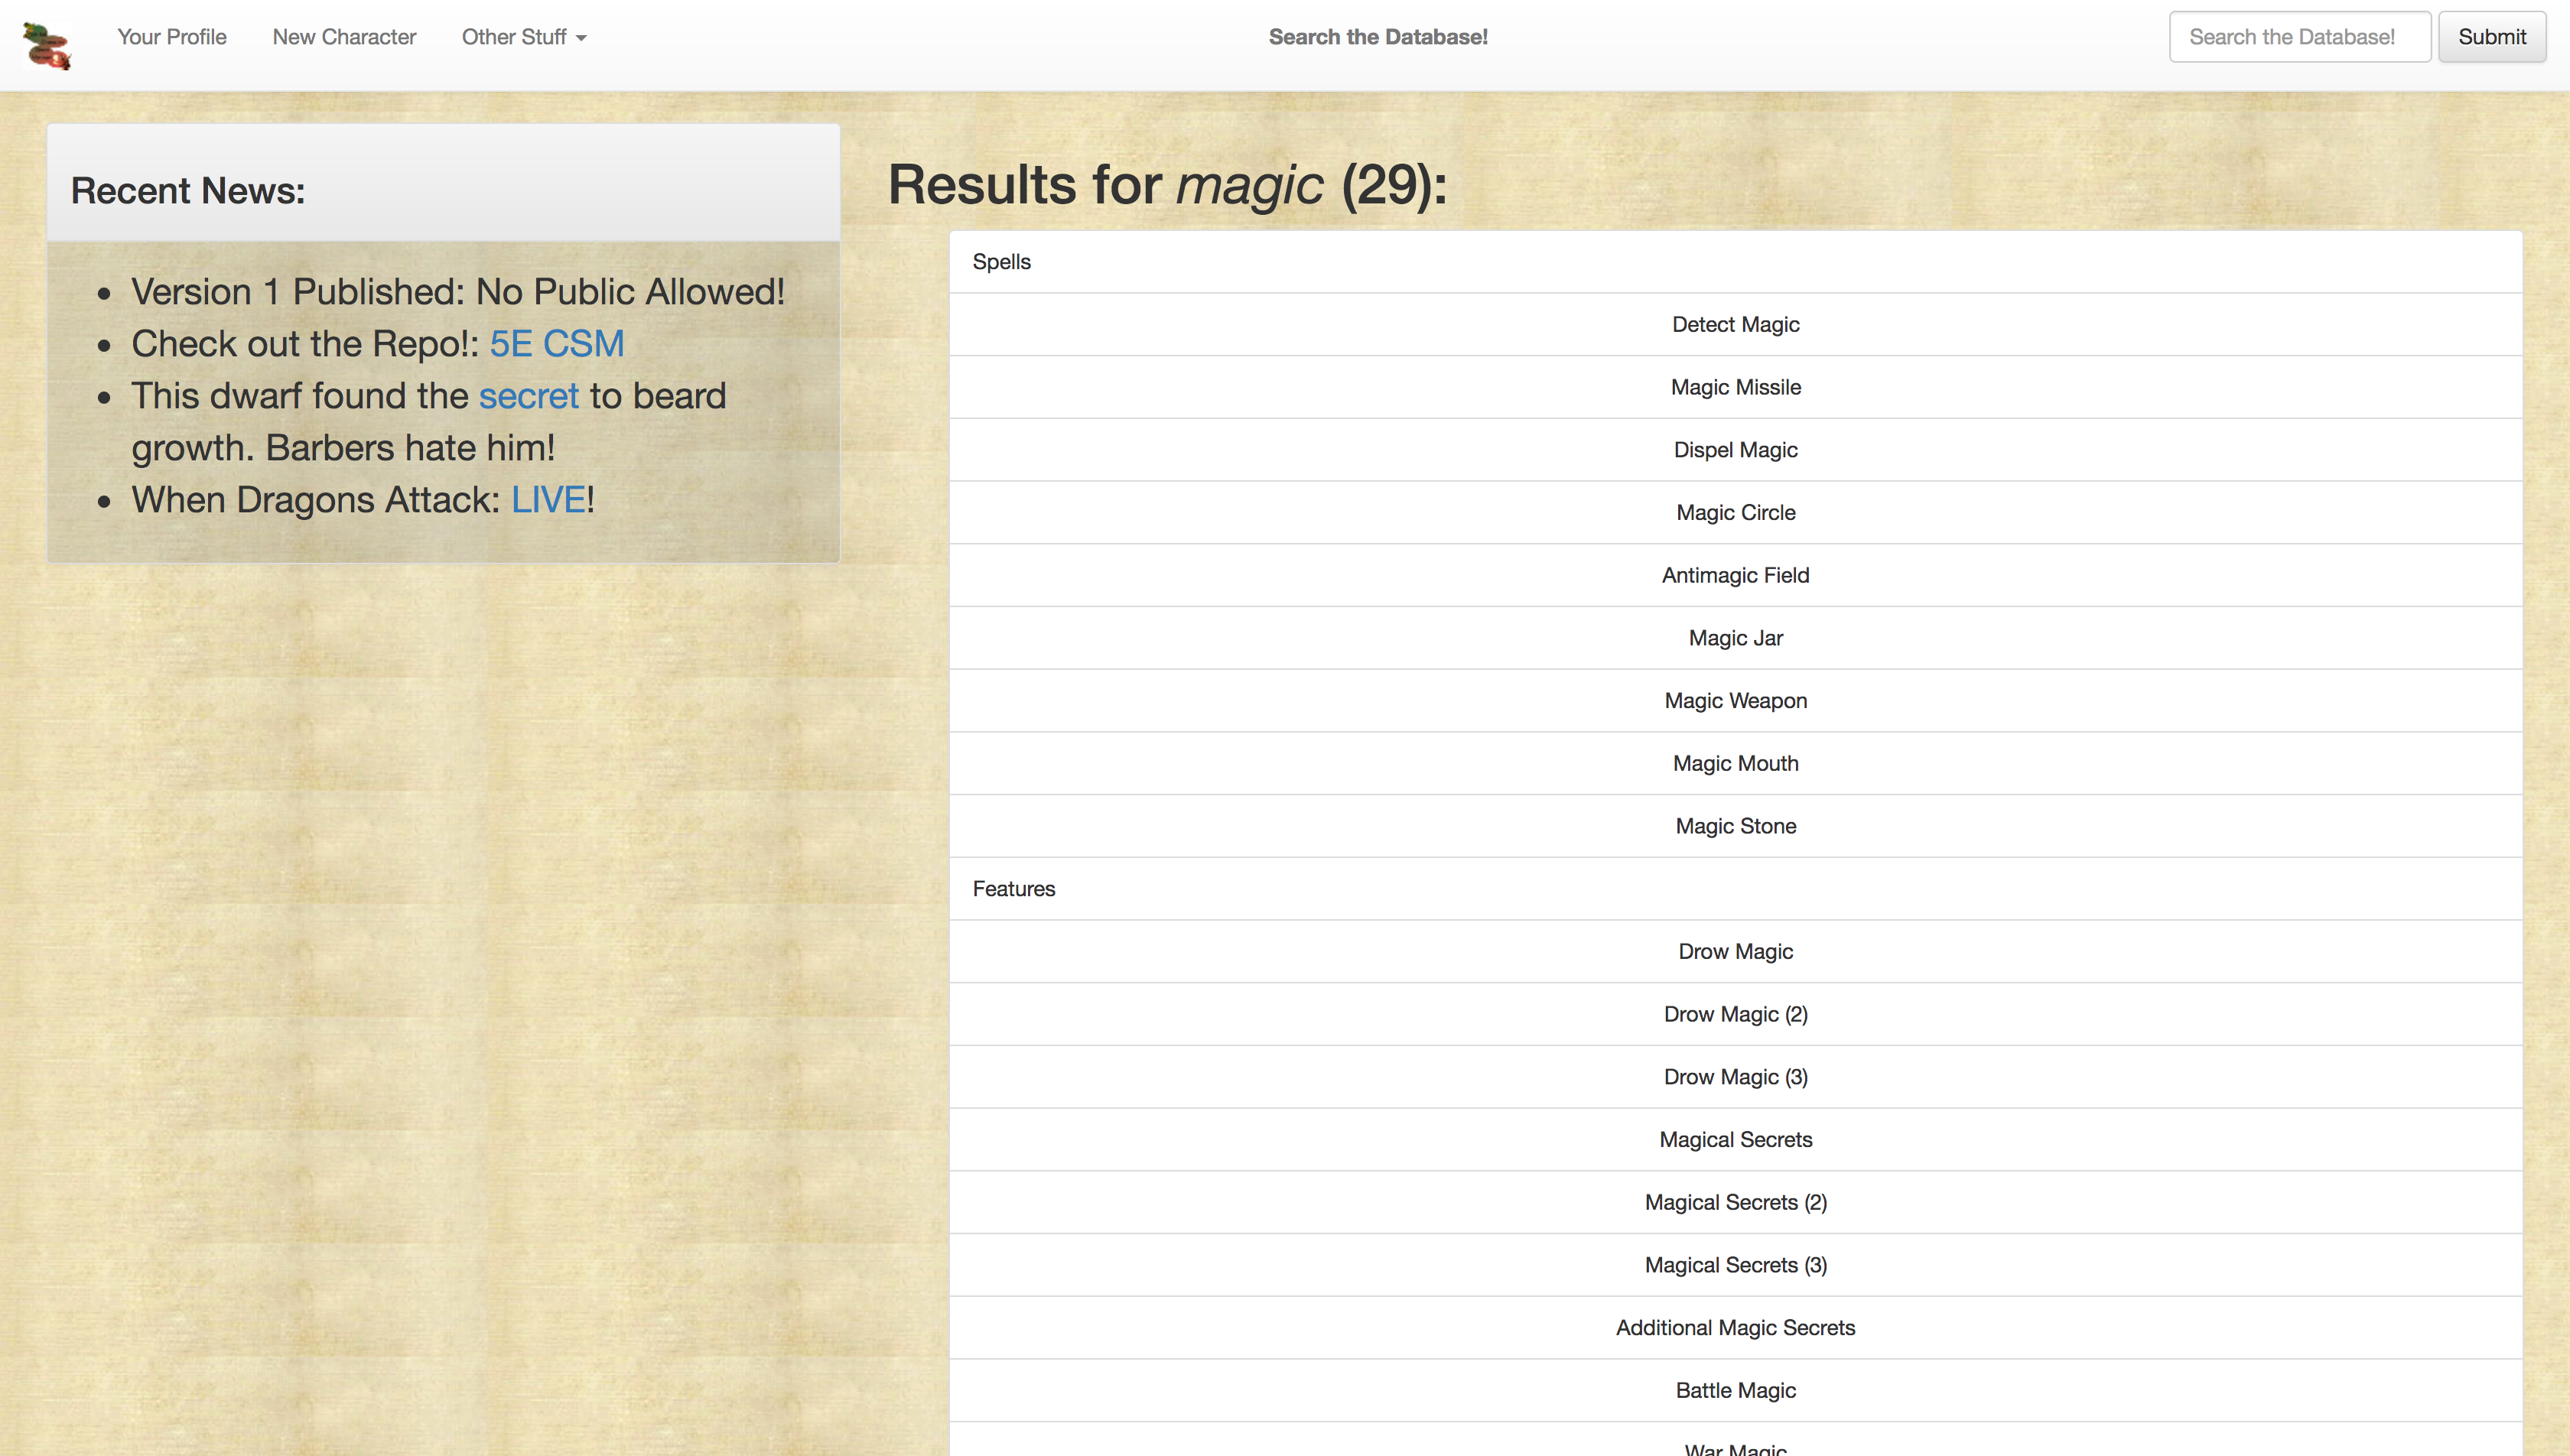 Your Profile
New Character
Other Stuff
Search the Database!
Search the Database!
Submit
Recent News:
Version 1 Published: No Public Allowed!
Check out the Repo!: 5E CSM
This dwarf found the secret to beard
growth. Barbers hate him!
When Dragons Attack: LIVE!
Results for magic (29):
Spells
Detect Magic
Magic Missile
Dispel Magic
Magic Circle
Antimagic Field
Magic Jar
Magic Weapon
Magic Mouth
Magic Stone
Features
Drow Magic
Drow Magic (2)
Drow Magic (3)
Magical Secrets
Magical Secrets (2)
Magical Secrets (3)
Additional Magic Secrets
Battle Magic
War Magic